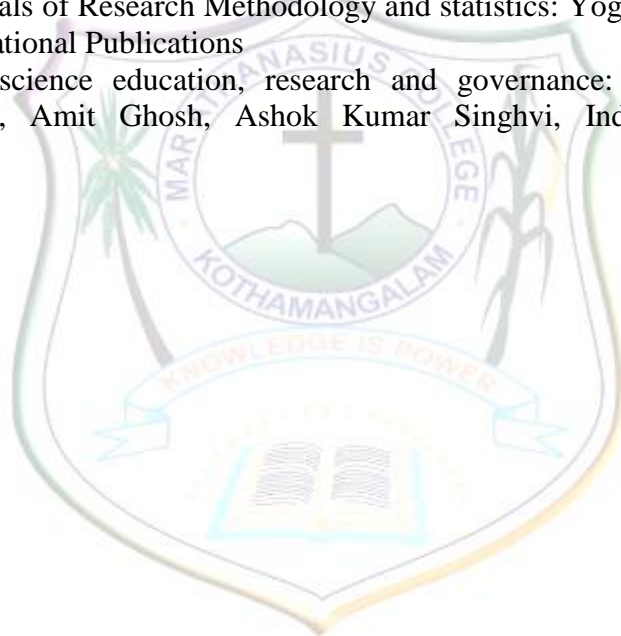 als of Research Methodology and statistics: Yog
ational Publications
science education, research and governance:
, Amit Ghosh, Ashok Kumar Singhvi, Ind
MAR ATHANASIUS COLLEGE
KOTHAMANGALAM
KNOWLEDGE IS POWER